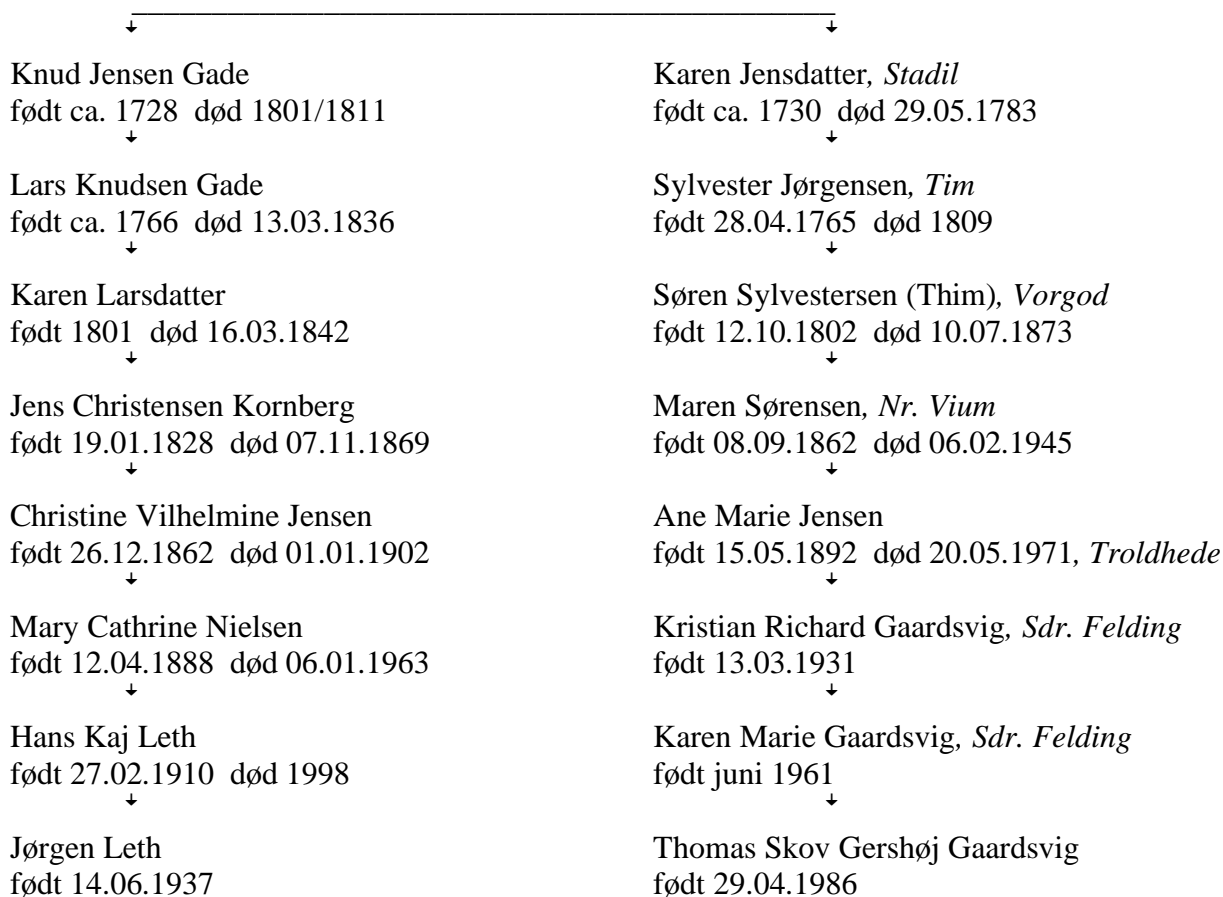 Knud Jensen Gade
født ca. 1728 død 1801/1811
Lars Knudsen Gade
født ca. 1766 død 13.03.1836
Karen Larsdatter
født 1801 død 16.03.1842
Jens Christensen Kornberg
født 19.01.1828 død 07.11.1869
Christine Vilhelmine Jensen
født 26.12.1862 død 01.01.1902
Mary Cathrine Nielsen
født 12.04.1888 død 06.01.1963
Hans Kaj Leth
født 27.02.1910 død 1998
Jørgen Leth
født 14.06.1937
Karen Jensdatter, Stadil
født ca. 1730 død 29.05.1783
Sylvester Jørgensen, Tim
født 28.04.1765 død 1809
Søren Sylvestersen (Thim), Vorgod
født 12.10.1802 død 10.07.1873
Maren Sørensen, Nr. Vium
født 08.09.1862 død 06.02.1945
Ane Marie Jensen
født 15.05.1892 død 20.05.1971, Troldhede
Kristian Richard Gaardsvig, Sdr. Felding
født 13.03.1931
Karen Marie Gaardsvig, Sdr. Felding
født juni 1961
Thomas Skov Gershøj Gaardsvig
født 29.04.1986